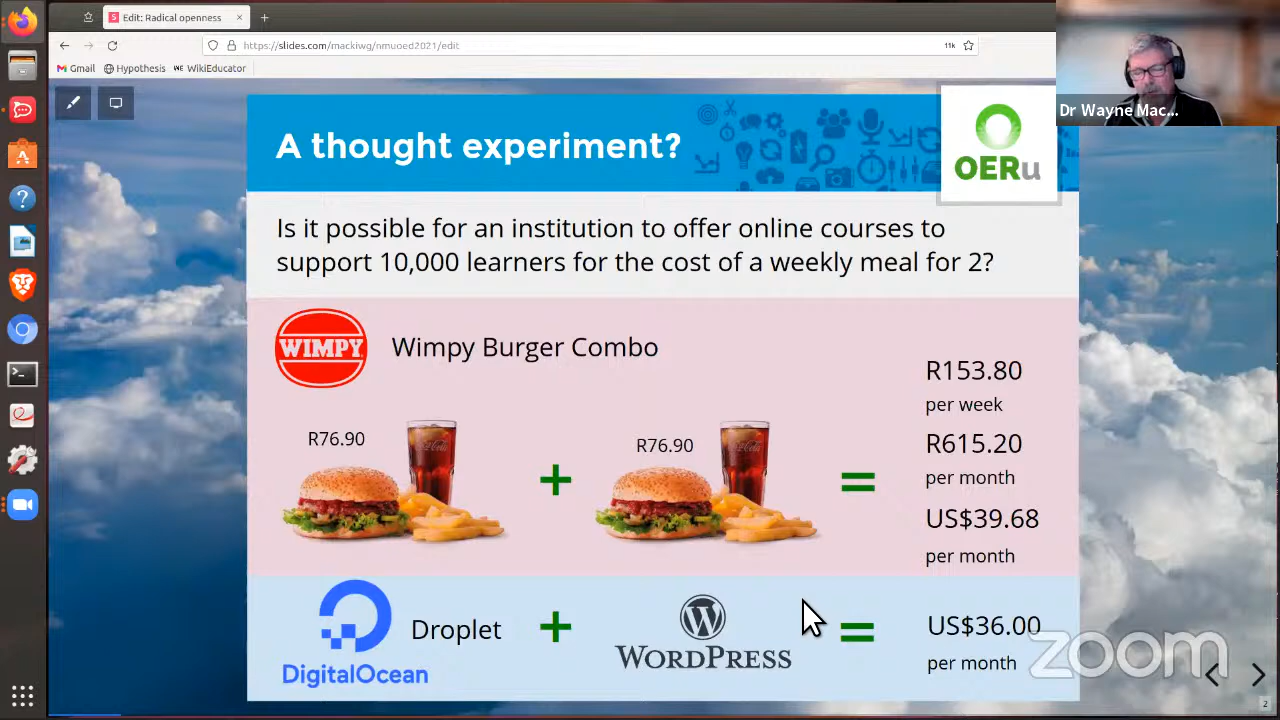 Edit: Radical openness
https://slides.com/mackiwg/nmuoed2021/edit
Gmail
Hypothesis
WE WikiEducator
Dr Wayne Mac...
A thought experiment?
OERu
Is it possible for an institution to offer online courses to
support 10,000 learners for the cost of a weekly meal for 2?
WIMPY
Wimpy Burger Combo
R76.90
+
R76.90
=
R153.80
per week
R615.20
per month
US$39.68
per month
DigitalOcean
Droplet
+
WORDPRESS
=
US$36.00
per month
zoom
2